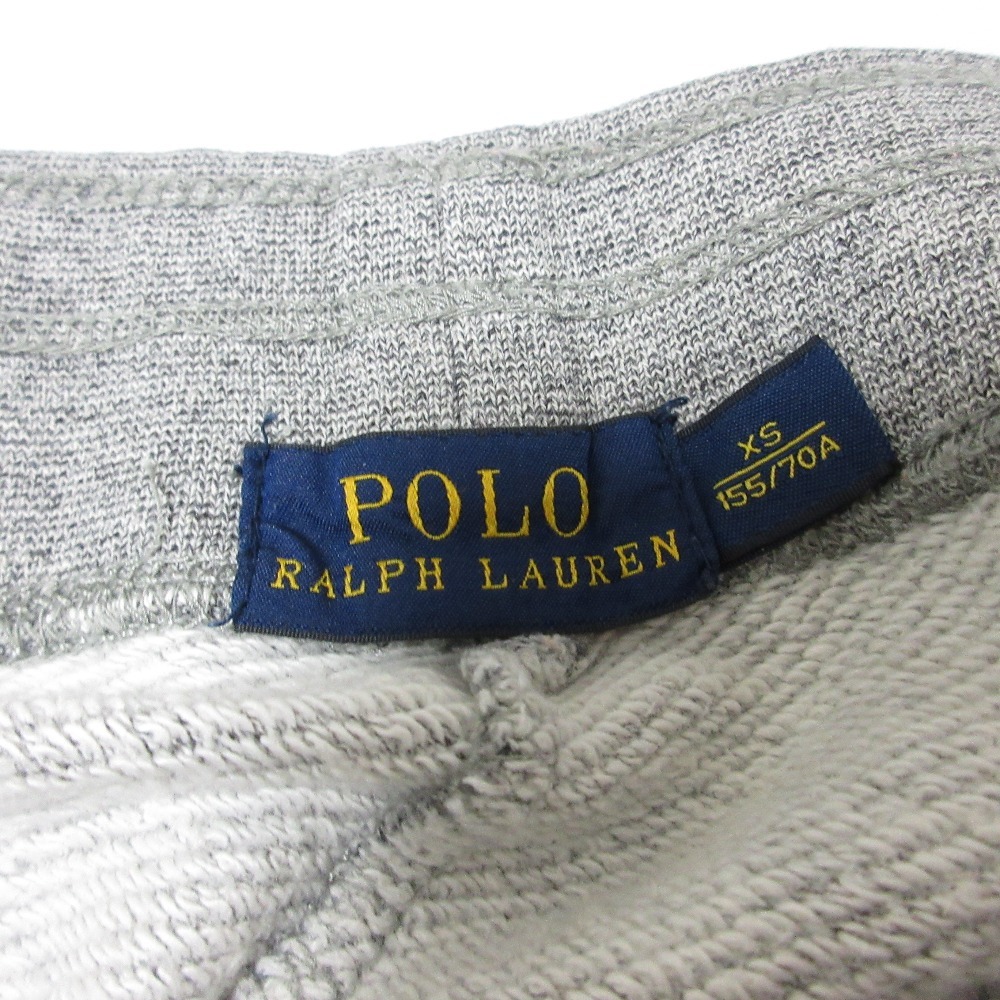 POLO
RALPH LAUREN
XS
155/70A